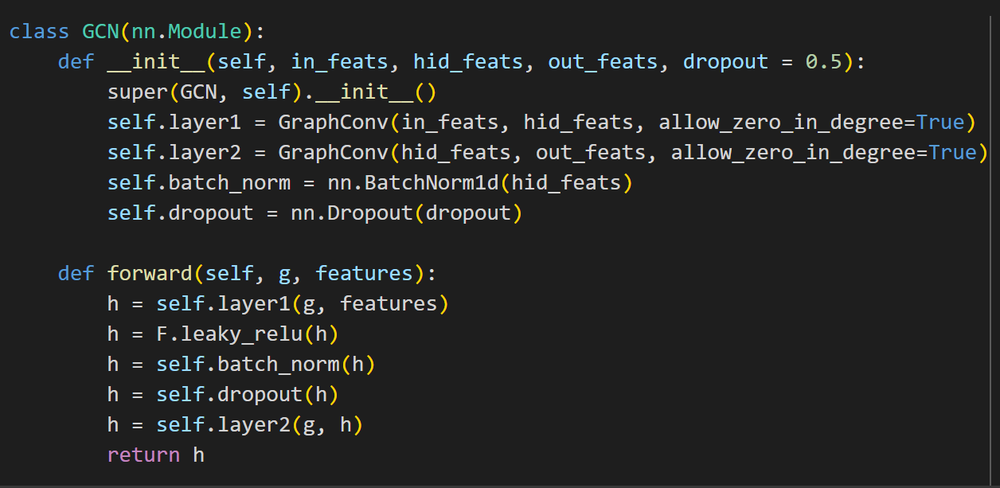 class GCN(nn.Module):
    def __init__(self, in_feats, hid_feats, out_feats, dropout = 0.5):
        super(GCN, self).__init__()
        self.layer1 = GraphConv(in_feats, hid_feats, allow_zero_in_degree=True)
        self.layer2 = GraphConv(hid_feats, out_feats, allow_zero_in_degree=True)
        self.batch_norm = nn.BatchNorm1d(hid_feats)
        self.dropout = nn.Dropout(dropout)

    def forward(self, g, features):
        h = self.layer1(g, features)
        h = F.leaky_relu(h)
        h = self.batch_norm(h)
        h = self.dropout(h)
        h = self.layer2(g, h)
        return h